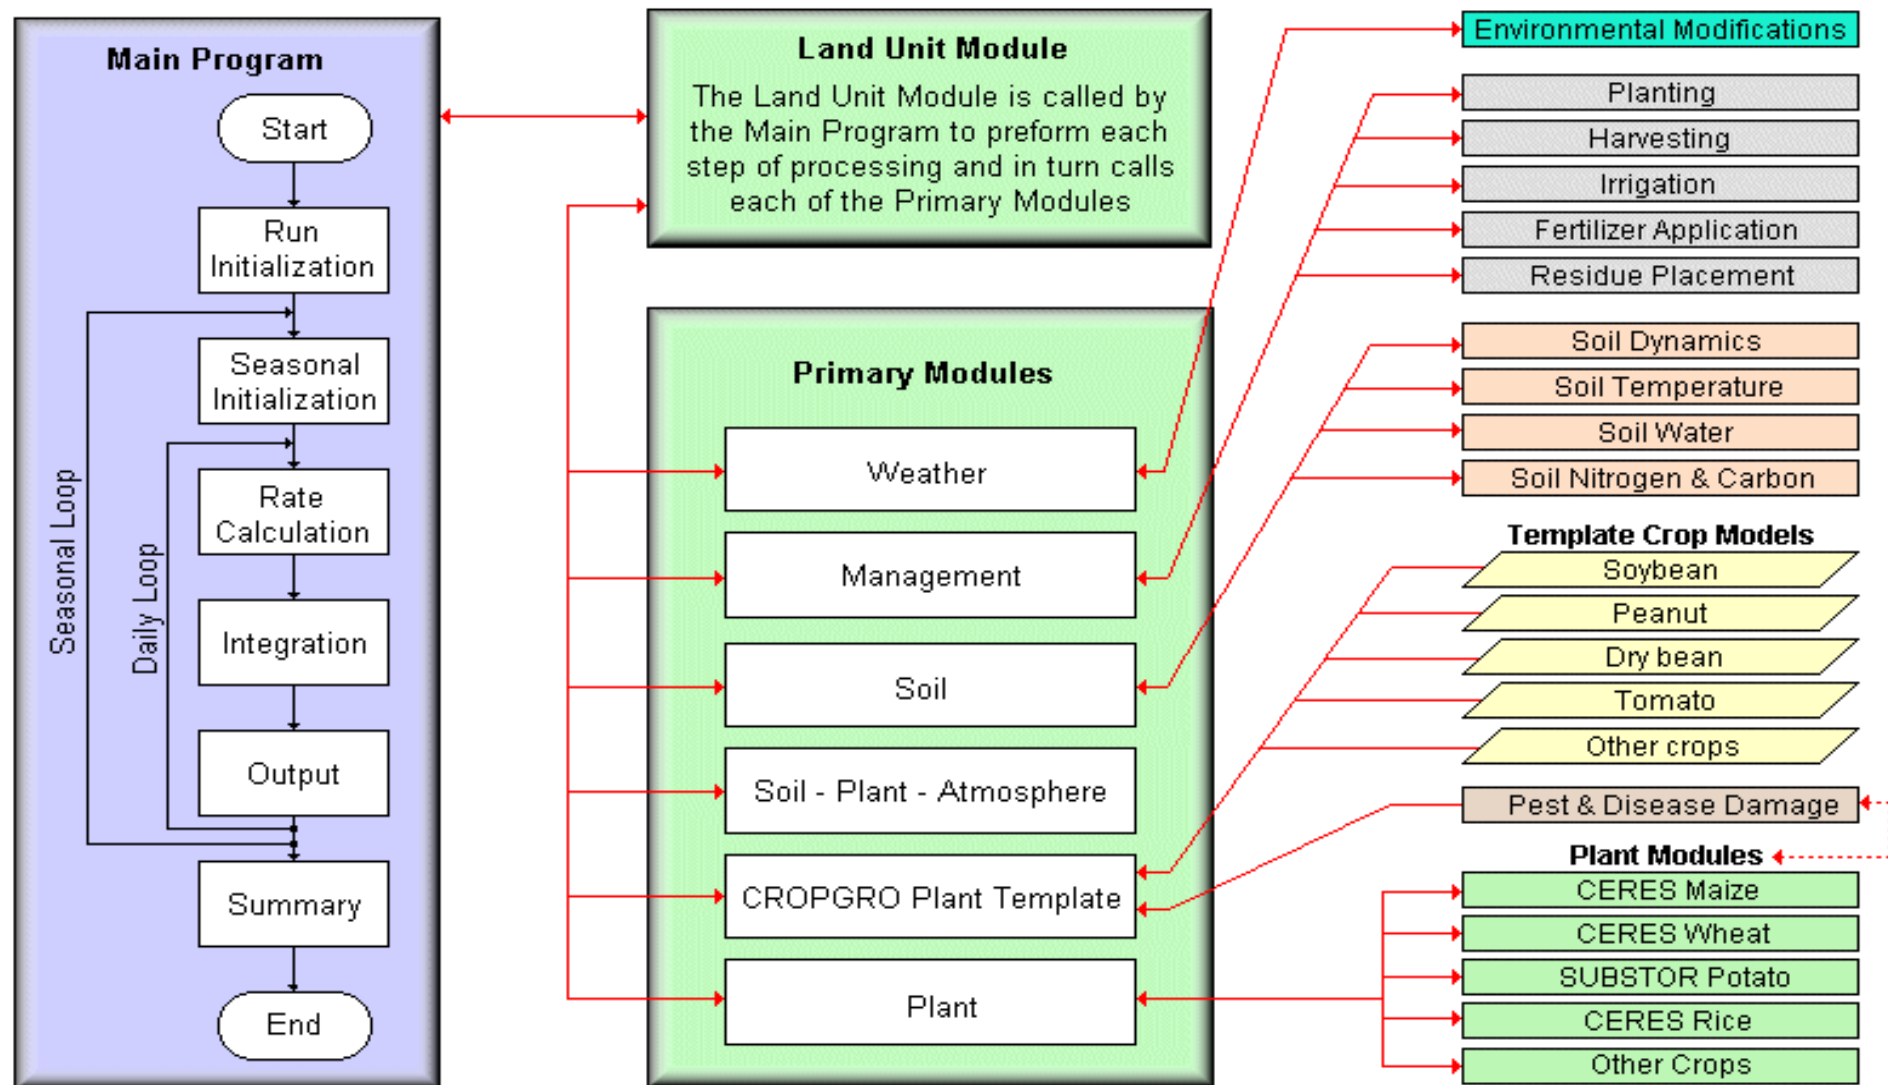 Main Program
Start
Run
Initialization
Seasonal
Initialization
Rate
Calculation
Integration
Output
Summary
End
Seasonal Loop
Daily Loop
Land Unit Module
The Land Unit Module is called by
the Main Program to preform each
step of processing and in turn calls
each of the Primary Modules
Primary Modules
Weather
Management
Soil
Soil - Plant - Atmosphere
CROPGRO Plant Template
Plant
Environmental Modifications
Planting
Harvesting
Irrigation
Fertilizer Application
Residue Placement
Soil Dynamics
Soil Temperature
Soil Water
Soil Nitrogen & Carbon
Template Crop Models
Soybean
Peanut
Dry bean
Tomato
Other crops
Pest & Disease Damage
Plant Modules
CERES Maize
CERES Wheat
SUBSTOR Potato
CERES Rice
Other Crops